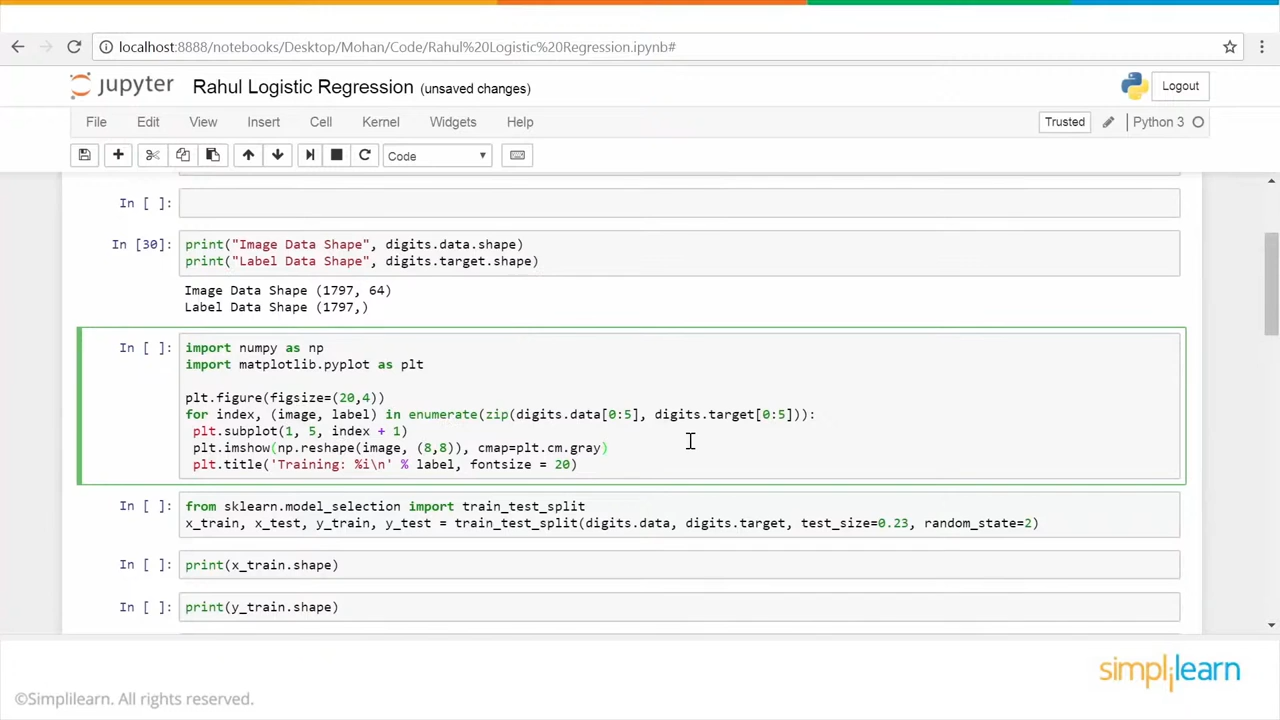 localhost:8888/notebooks/Desktop/Mohan/Code/Rahul%20Logistic%20Regression.ipynb#
jupyter Rahul Logistic Regression (unsaved changes) Logout
File Edit View Insert Cell Kernel Widgets Help Trusted Python 3
Code
In [ ]:
In [30]: print("Image Data Shape", digits.data.shape)
print("Label Data Shape", digits.target.shape)
Image Data Shape (1797, 64)
Label Data Shape (1797,)
In [ ]: import numpy as np
import matplotlib.pyplot as plt
plt.figure(figsize=(20,4))
for index, (image, label) in enumerate(zip(digits.data[0:5], digits.target[0:5])):
plt.subplot(1, 5, index + 1)
plt.imshow(np.reshape(image, (8,8)), cmap=plt.cm.gray)
plt.title('Training: %i\n' % label, fontsize = 20)
In [ ]: from sklearn.model_selection import train_test_split
x_train, x_test, y_train, y_test = train_test_split(digits.data, digits.target, test_size=0.23, random_state=2)
In [ ]: print(x_train.shape)
In [ ]: print(y_train.shape)
simplilearn
©Simplilearn. All rights reserved.